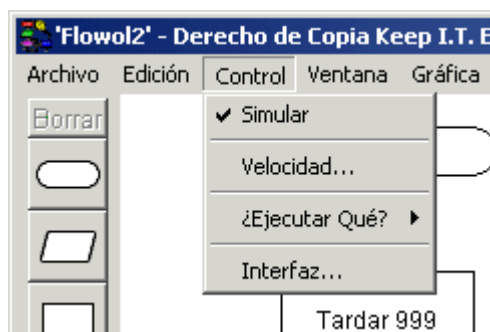 'Flowol2' - Derecho de Copia Keep I.T. E
Archivo Edición Control Ventana Gráfica
Borrar
✔ Simular
Velocidad...
¿Ejecutar Qué?
Interfaz...
Tardar 999